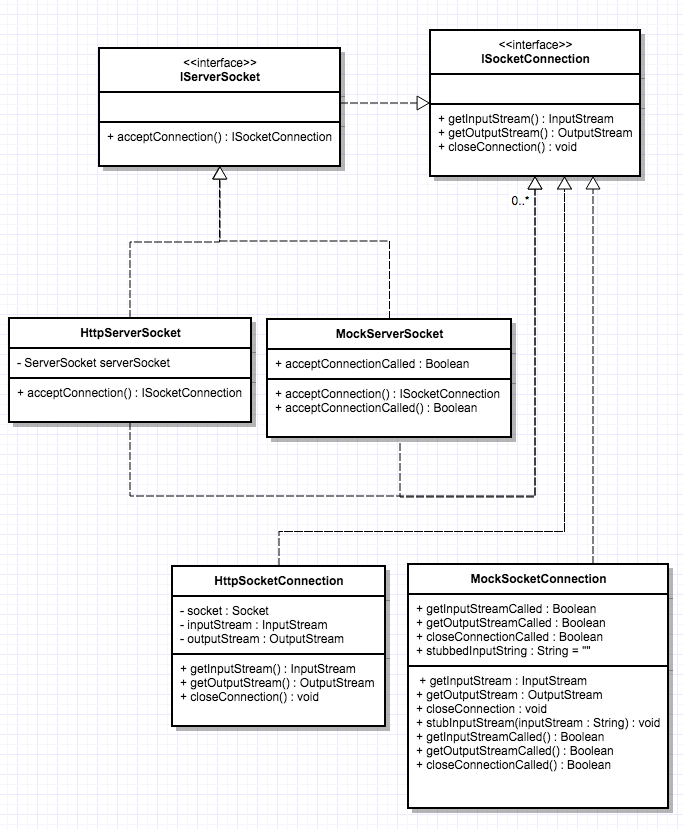 <<interface>>
IServerSocket
+ acceptConnection() : ISocketConnection
<<interface>>
ISocketConnection
+ getInputStream() : InputStream
+ getOutputStream() : OutputStream
+ closeConnection() : void
0..*
HttpServerSocket
- ServerSocket serverSocket
+ acceptConnection() : ISocketConnection
MockServerSocket
+ acceptConnectionCalled : Boolean
+ acceptConnection() : ISocketConnection
+ acceptConnectionCalled() : Boolean
HttpSocketConnection
- socket : Socket
- inputStream : InputStream
- outputStream : OutputStream
+ getInputStream() : InputStream
+ getOutputStream() : OutputStream
+ closeConnection() : void
MockSocketConnection
+ getInputStreamCalled : Boolean
+ getOutputStreamCalled : Boolean
+ closeConnectionCalled : Boolean
+ stubbedInputString : String = ""
+ getInputStream : InputStream
+ getOutputStream : OutputStream
+ closeConnection : void
+ stubInputStream(inputStream : String) : void
+ getInputStreamCalled() : Boolean
+ getOutputStreamCalled() : Boolean
+ closeConnectionCalled() : Boolean